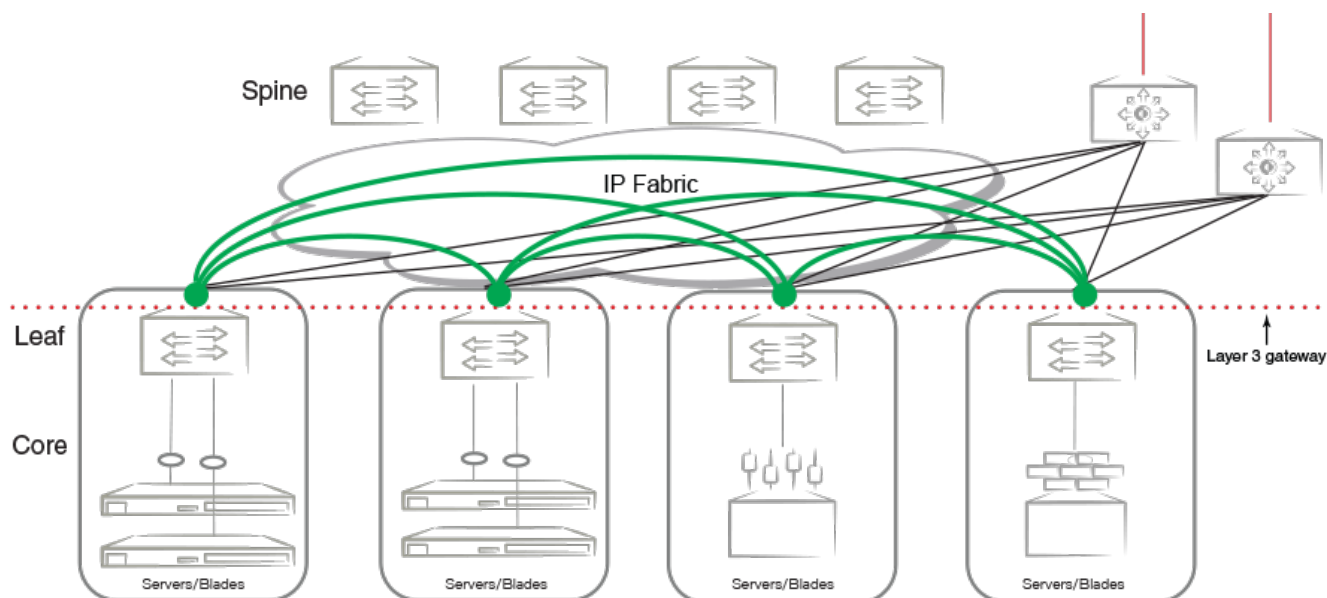 Spine
IP Fabric
Leaf
Layer 3 gateway
Core
Servers/Blades
Servers/Blades
Servers/Blades
Servers/Blades